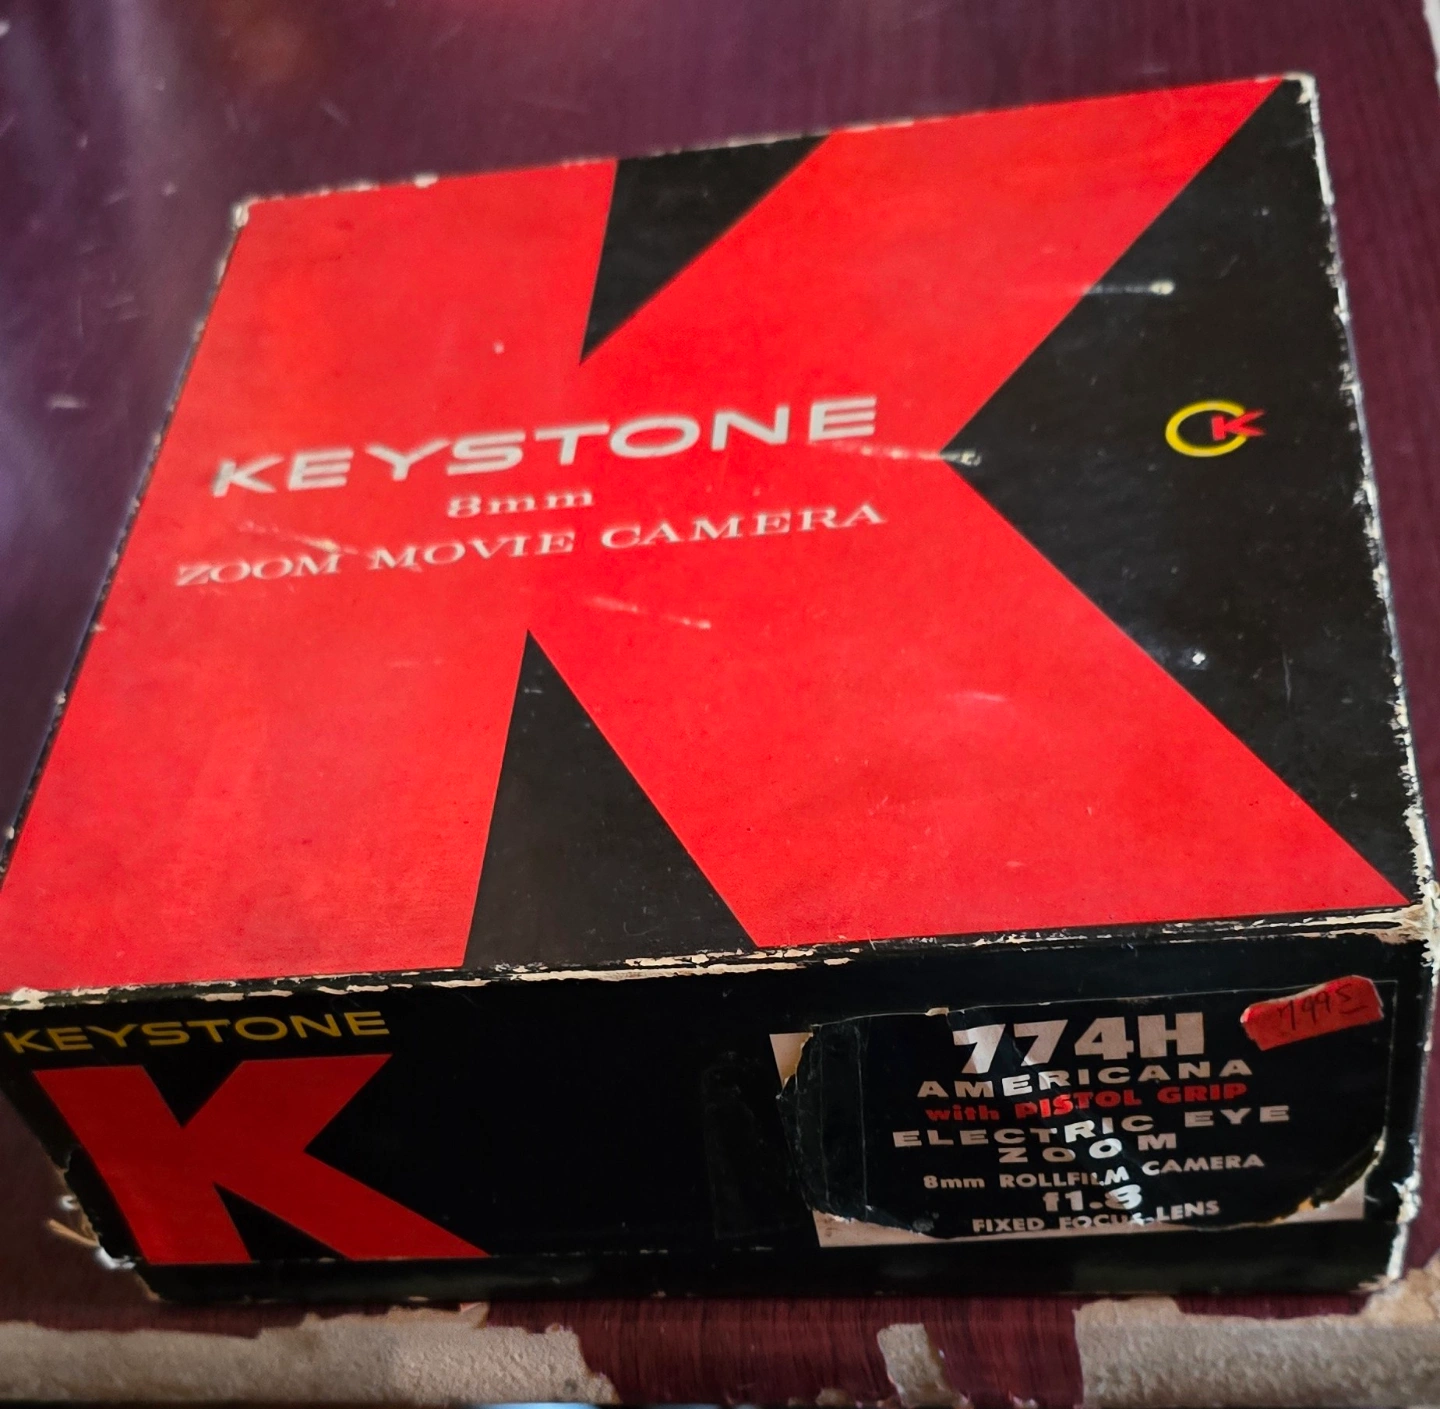 KEYSTONE
8mm
ZOOM MOVIE CAMERA
K
KEYSTONE
K
774H
AMERICANA
with PISTOL GRIP
ELECTRIC EYE
ZOOM
8mm ROLLFILM CAMERA
f1.8
FIXED FOCUS LENS